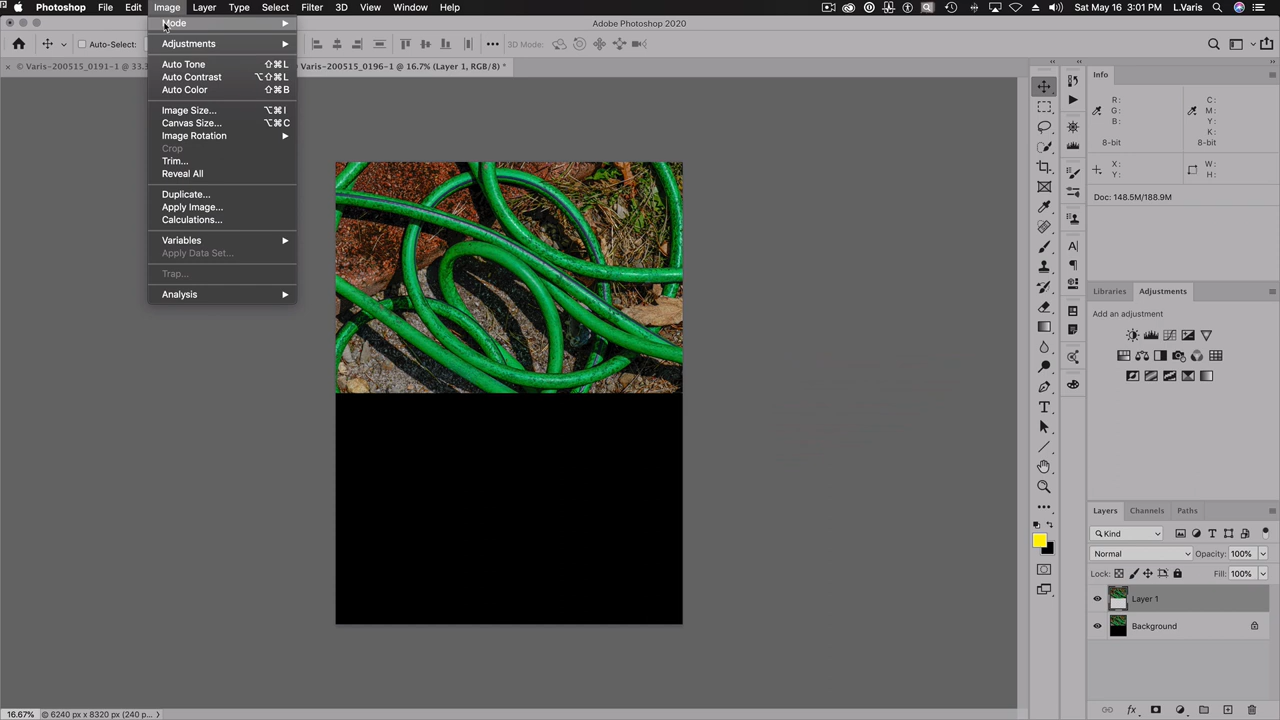 Photoshop File Edit Image Layer Type Select Filter 3D View Window Help Sat May 16 3:01 PM L.Varis
Adobe Photoshop 2020
Auto-Select: 3D Mode:
© Varis-200515_0191-1 @ 33.3 Varis-200515_0196-1 @ 16.7% (Layer 1, RGB/8) *
Mode
Adjustments
Auto Tone ⇧⌘L
Auto Contrast ⌥⇧⌘L
Auto Color ⇧⌘B
Image Size... ⌥⌘I
Canvas Size... ⌥⌘C
Image Rotation
Crop
Trim...
Reveal All
Duplicate...
Apply Image...
Calculations...
Variables
Apply Data Set...
Trap...
Analysis
Info
R: C:
G: M:
B: Y:
K:
8-bit 8-bit
X: W:
Y: H:
Doc: 148.5M/188.9M
Libraries Adjustments
Add an adjustment
Layers Channels Paths
Kind
Normal Opacity: 100%
Lock: Fill: 100%
Layer 1
Background
16.67% © 6240 px x 8320 px (240 p...